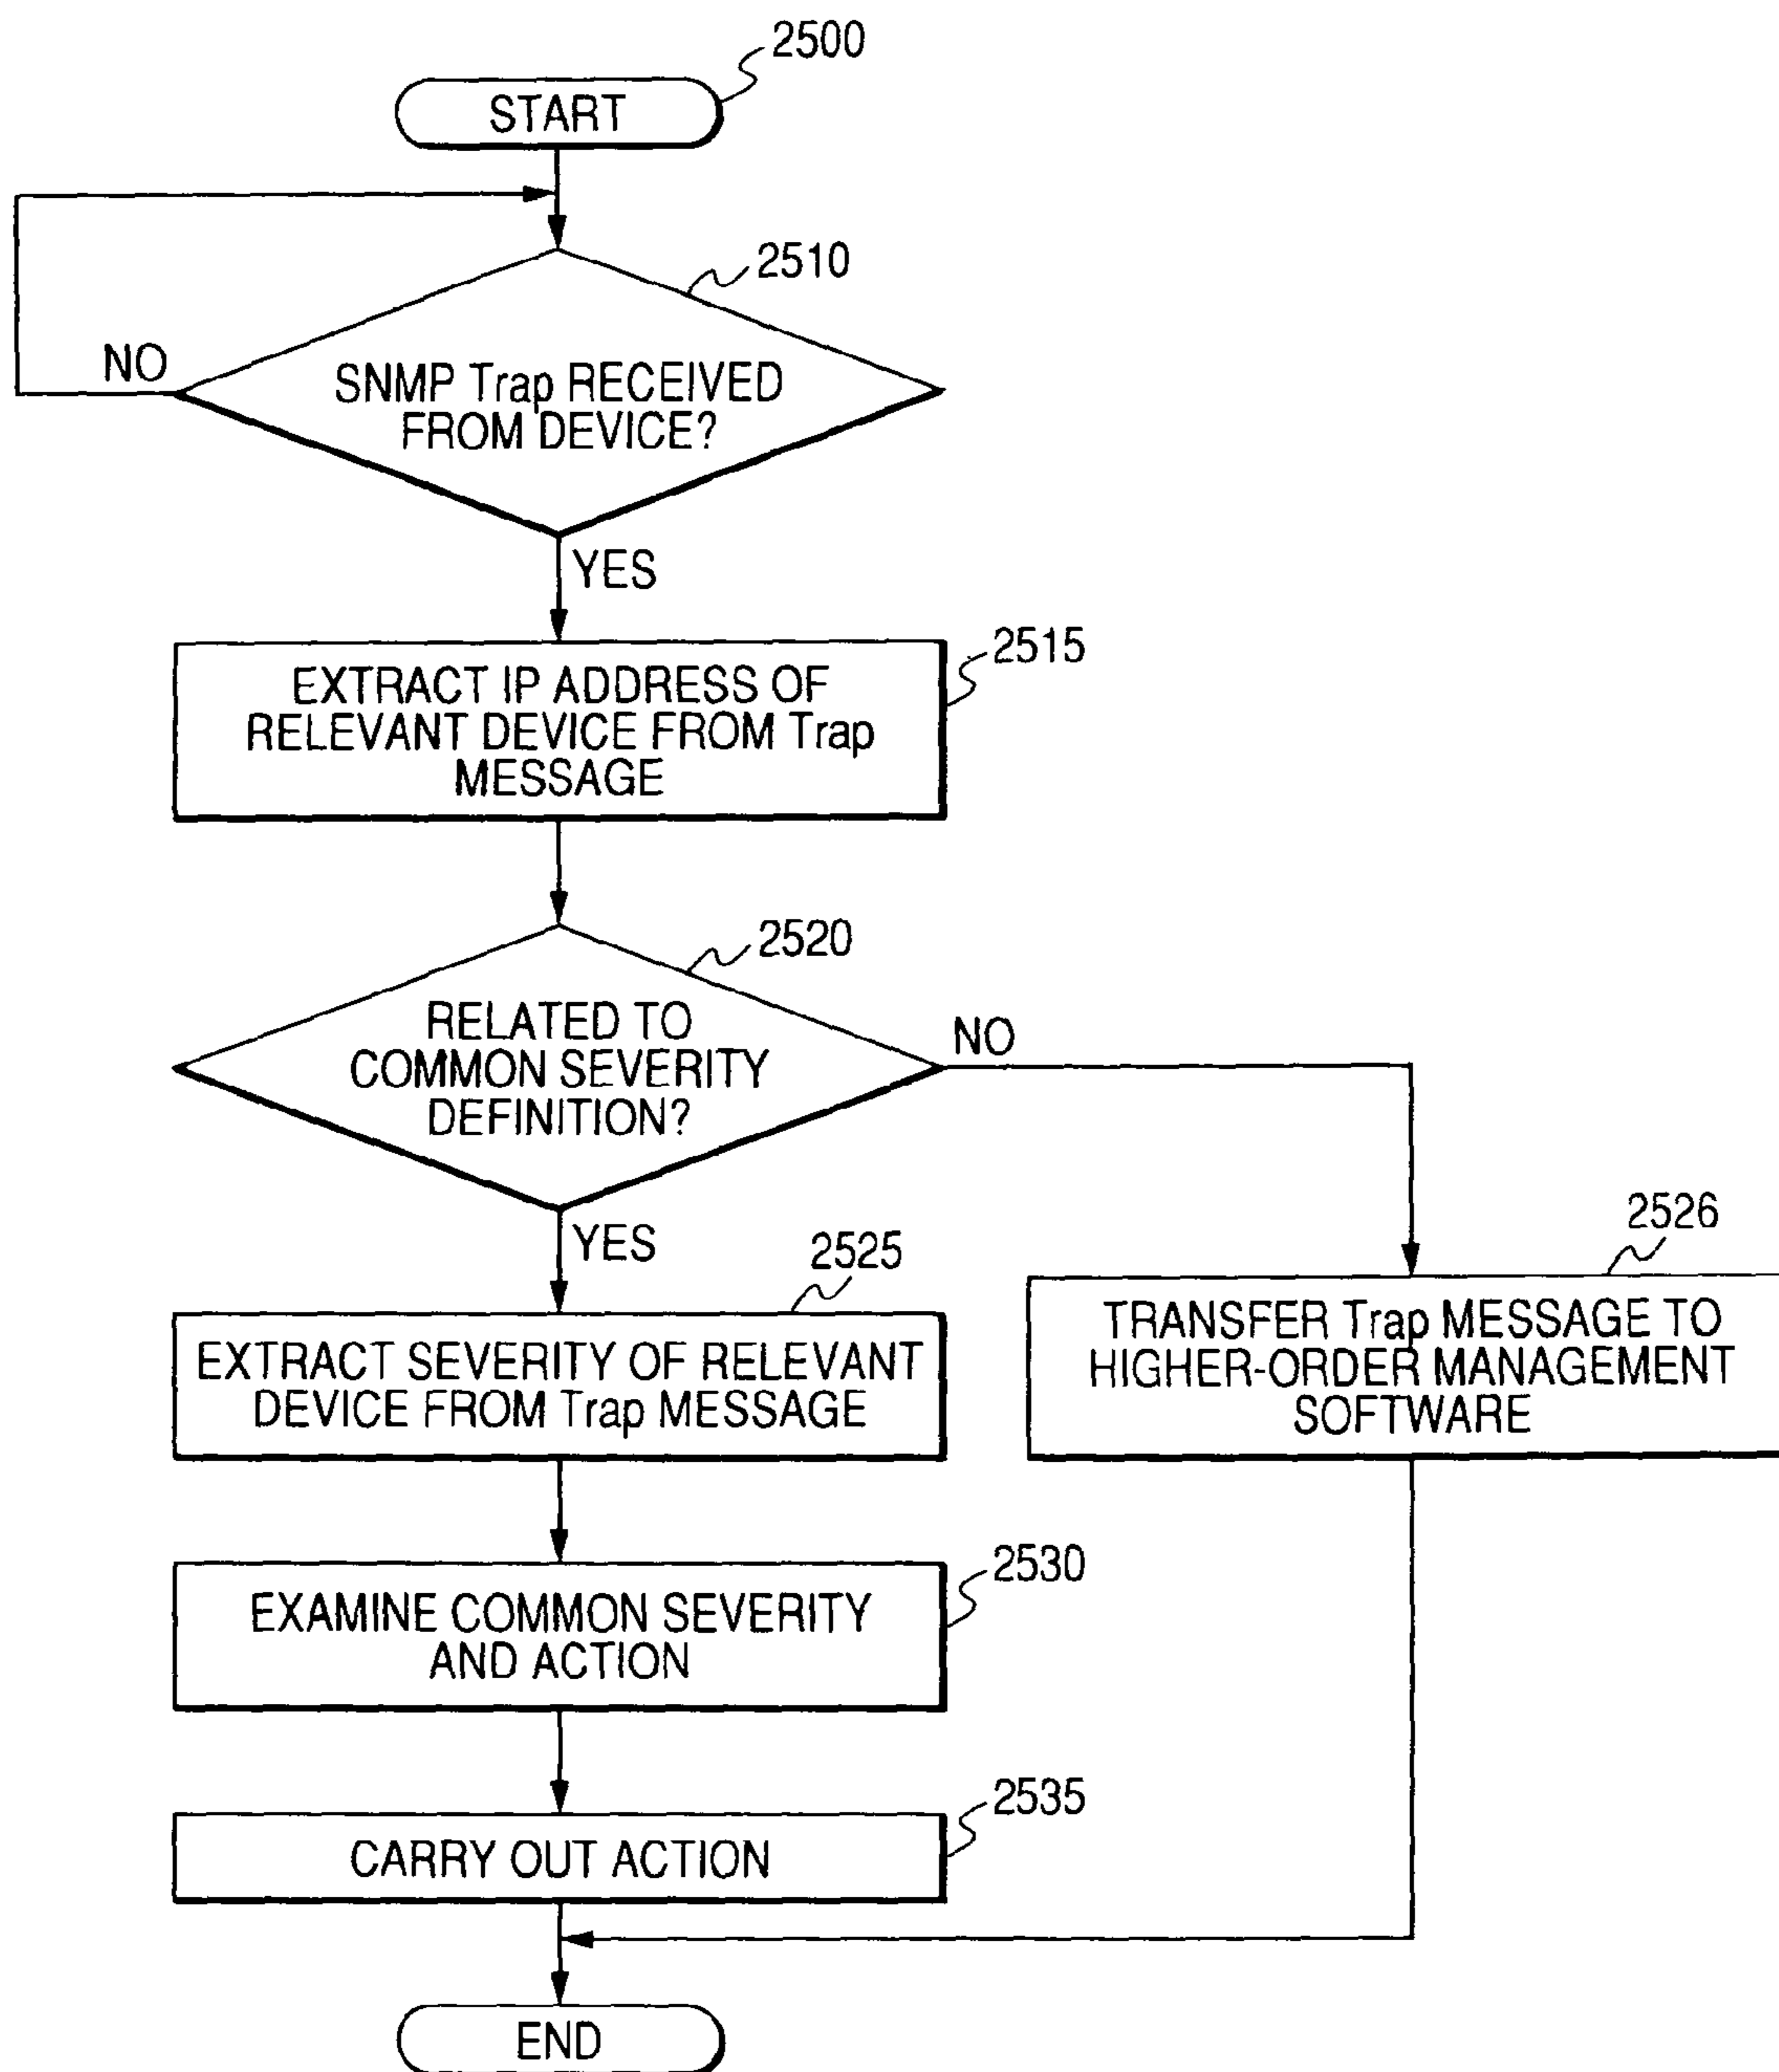 2500
START
2510
NO
SNMP Trap RECEIVED
FROM DEVICE?
YES
2515
EXTRACT IP ADDRESS OF
RELEVANT DEVICE FROM Trap
MESSAGE
2520
RELATED TO
COMMON SEVERITY
DEFINITION?
NO
YES
2525
2526
EXTRACT SEVERITY OF RELEVANT
DEVICE FROM Trap MESSAGE
TRANSFER Trap MESSAGE TO
HIGHER-ORDER MANAGEMENT
SOFTWARE
2530
EXAMINE COMMON SEVERITY
AND ACTION
2535
CARRY OUT ACTION
END